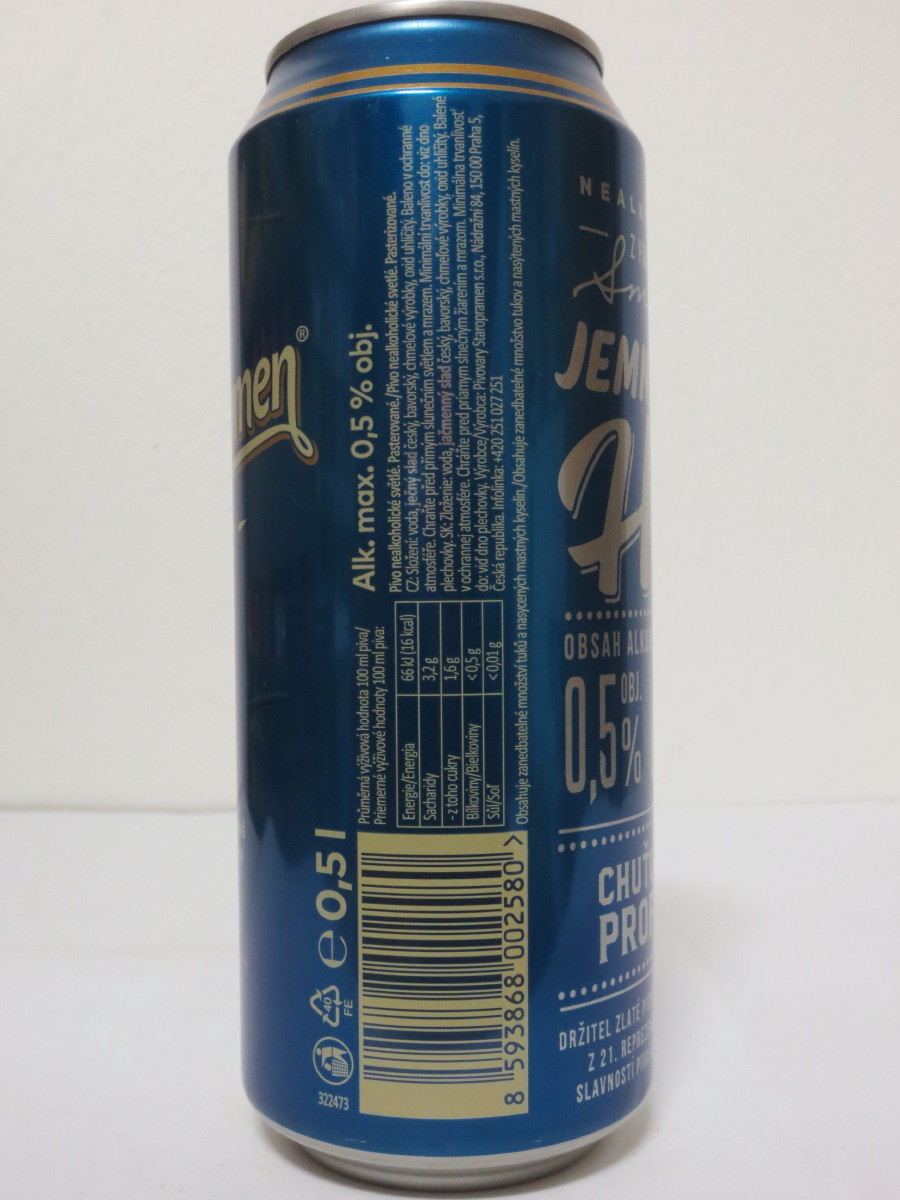 men®
Alk. max. 0,5 % obj.
Pivo nealkoholické světlé. Pasterované./Pivo nealkoholické svetlé. Pasterizované.
CZ: Složení: voda, ječný slad český, bavorský, chmelové výrobky, oxid uhličitý. Baleno v ochranné
atmosféře. Chraňte před přímým slunečním světlem a mrazem. Minimální trvanlivost do: viz dno
plechovky. SK: Zloženie: voda, jačmenný slad český, bavorský, chmeľové výrobky, oxid uhličitý. Balené
v ochrannej atmosfére. Chráňte pred priamym slnečným žiarením a mrazom. Minimálna trvanlivosť
do: viď dno plechovky. Výrobce/Výrobca: Pivovary Staropramen s.r.o., Nádražní 84, 150 00 Praha 5,
Česká republika. Infolinka: +420 251 027 251
Průměrná výživová hodnota 100 ml piva/
Priemerné výživové hodnoty 100 ml piva:
Energie/Energia 66 kJ (16 kcal)
Sacharidy 3,2 g
- z toho cukry 1,6 g
Bílkoviny/Bielkoviny <0,5 g
Sůl/Soľ <0,01 g
Obsahuje zanedbatelné množství tuků a nasycených mastných kyselin./Obsahuje zanedbateľné množstvo tukov a nasýtených mastných kyselín.
e 0,5 l
40
FE
322473
8 593868 002580 >
NEAL
Z P
Sm
JEM
H
OBSAH ALK
0,5 % OBJ.
CHUŤ
PRO
DRŽITEL ZLATÉ
Z 21. REPRE
SLAVNOSTÍ PI